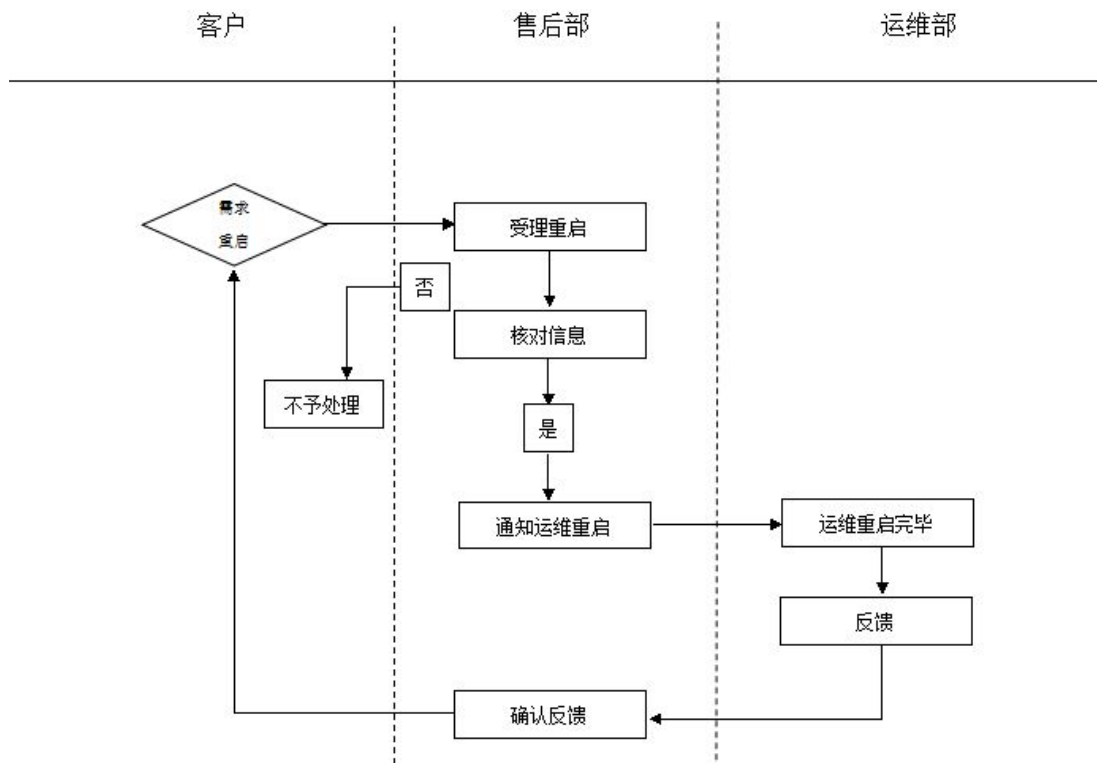 客户
售后部
运维部
需求
重启
受理重启
否
核对信息
不予处理
是
通知运维重启
运维重启完毕
反馈
确认反馈